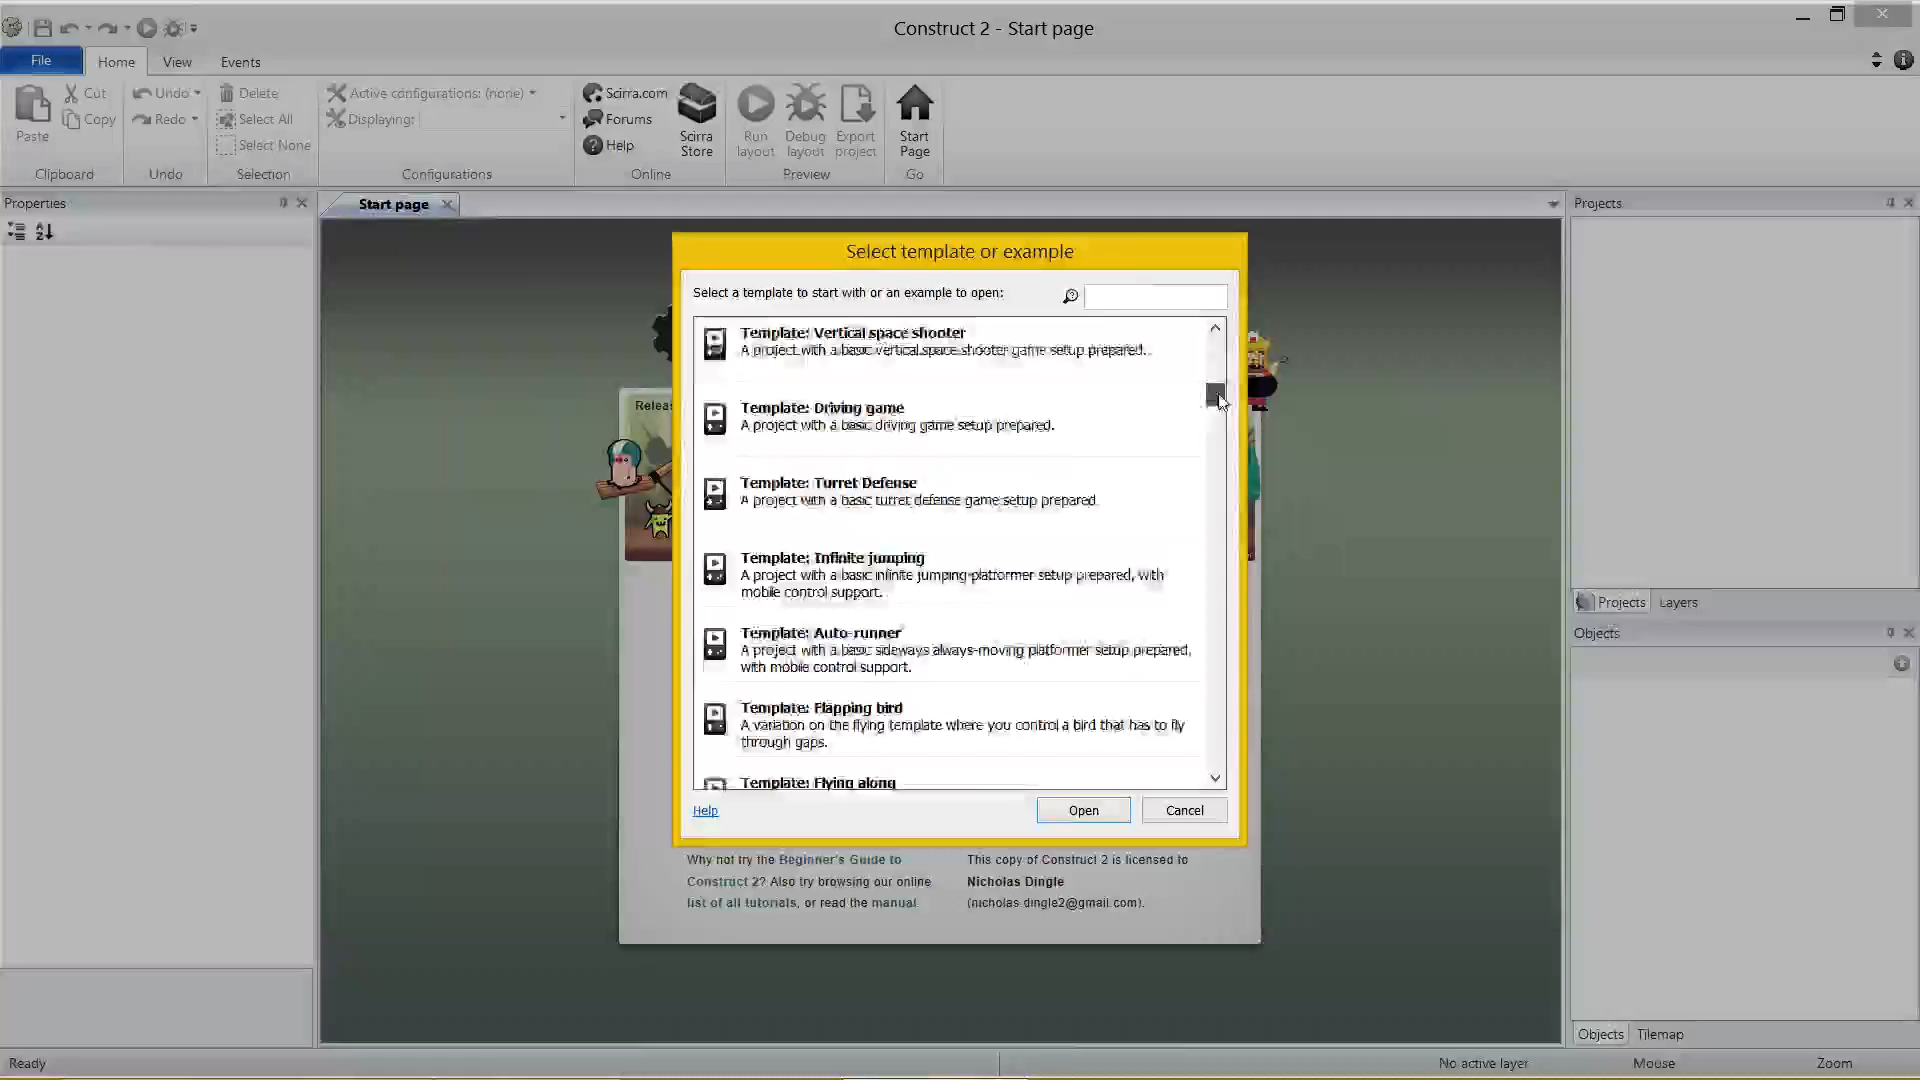 Construct 2 - Start page
File
Home
View
Events
Paste
Cut
Copy
Clipboard
Undo
Redo
Undo
Delete
Select All
Select None
Selection
Active configurations: (none)
Displaying:
Configurations
Scirra.com
Forums
Help
Scirra
Store
Online
Run
layout
Debug
layout
Export
project
Preview
Start
Page
Go
Properties
Start page
Projects
Select template or example
Select a template to start with or an example to open:
Template: Vertical space shooter
A project with a basic vertical space shooter game setup prepared.
Template: Driving game
A project with a basic driving game setup prepared.
Template: Turret Defense
A project with a basic turret defense game setup prepared.
Template: Infinite jumping
A project with a basic infinite jumping platformer setup prepared, with
mobile control support.
Template: Auto-runner
A project with a basic sideways always-moving platformer setup prepared,
with mobile control support.
Template: Flapping bird
A variation on the flying template where you control a bird that has to fly
through gaps.
Template: Flying along
Help
Open
Cancel
Why not try the Beginner's Guide to
Construct 2? Also try browsing our online
list of all tutorials, or read the manual.
This copy of Construct 2 is licensed to
Nicholas Dingle
(nicholas.dingle2@gmail.com).
Projects
Layers
Objects
Objects
Tilemap
Ready
No active layer
Mouse
Zoom